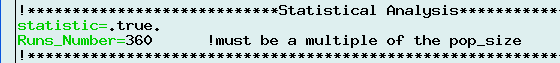 !****************************Statistical Analysis***********
statistic=.true.
Runs_Number=360      !must be a multiple of the pop_size
!***********************************************************